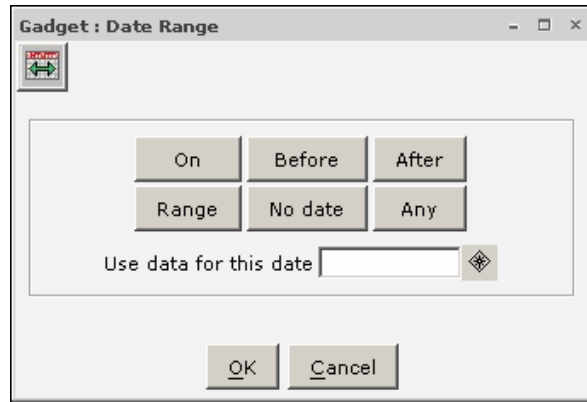 Gadget : Date Range
On Before After
Range No date Any
Use data for this date
OK Cancel